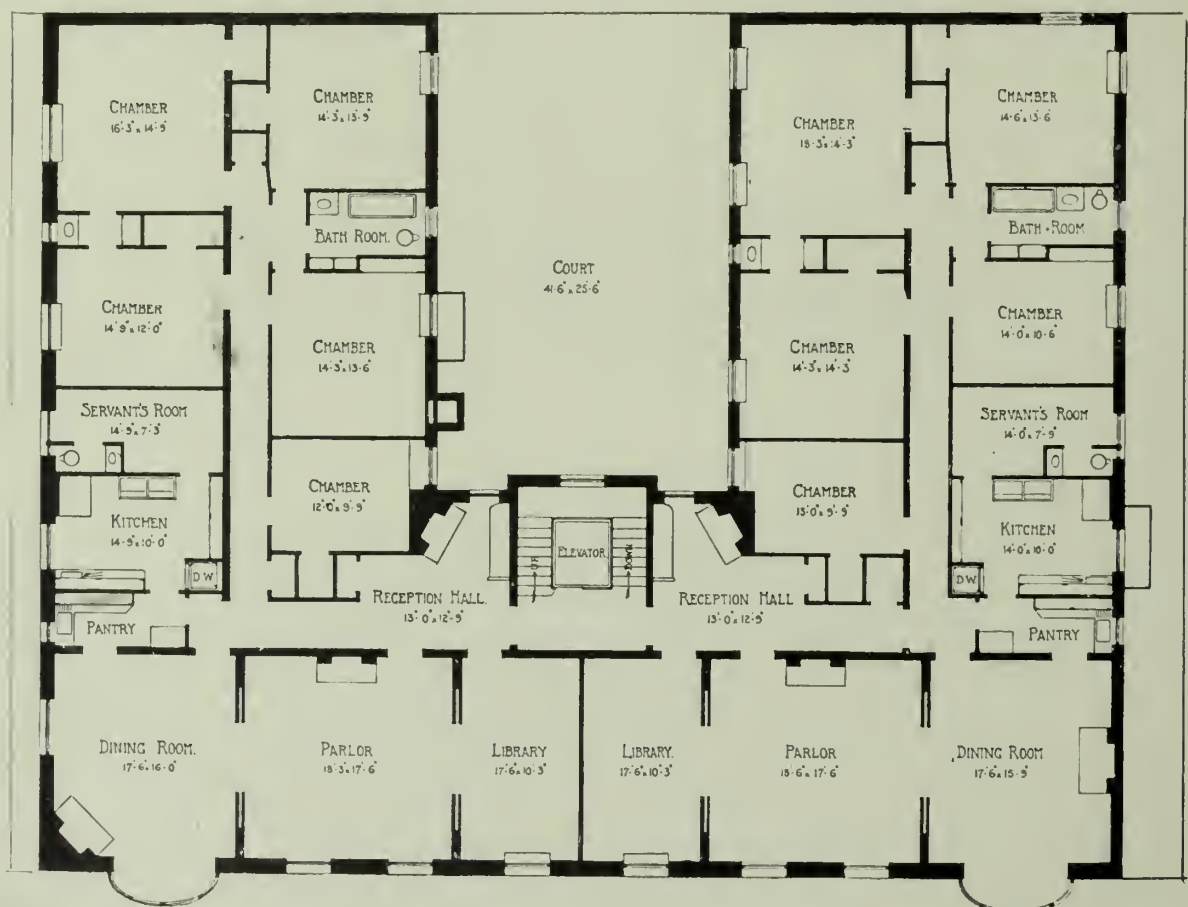 CHAMBER
16'-3" x 14'-9"
CHAMBER
14'-3" x 13'-9"
CHAMBER
18'-3" x 14'-3"
CHAMBER
14'-6" x 13'-6"
BATH ROOM.
BATH-ROOM
COURT
41'-6" x 25'-6"
CHAMBER
14'-9" x 12'-0"
CHAMBER
14'-3" x 13'-6"
CHAMBER
14'-3" x 14'-3"
CHAMBER
14'-0" x 10'-6"
SERVANT'S ROOM
14'-9" x 7'-3"
SERVANT'S ROOM
14'-0" x 7'-9"
CHAMBER
12'-0" x 9'-9"
CHAMBER
13'-0" x 9'-9"
KITCHEN
14'-9" x 10'-0"
KITCHEN
14'-0" x 10'-0"
ELEVATOR.
UP
DOWN
DW
DW
RECEPTION HALL.
13'-0" x 12'-9"
RECEPTION HALL
13'-0" x 12'-9"
PANTRY
PANTRY
DINING ROOM.
17'-6" x 16'-0"
PARLOR
18'-3" x 17'-6"
LIBRARY
17'-6" x 10'-3"
LIBRARY.
17'-6" x 10'-3"
PARLOR
18'-6" x 17'-6"
DINING ROOM
17'-6" x 15'-9"